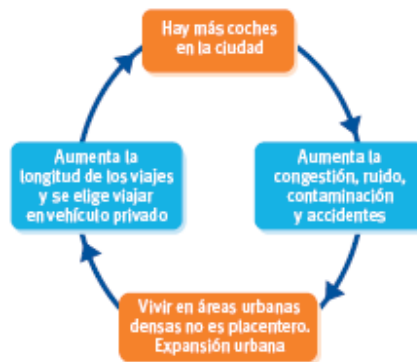 Hay más coches
en la ciudad
Aumenta la
congestión, ruido,
contaminación
y accidentes
Vivir en áreas urbanas
densas no es placentero.
Expansión urbana
Aumenta la
longitud de los viajes
y se elige viajar
en vehículo privado